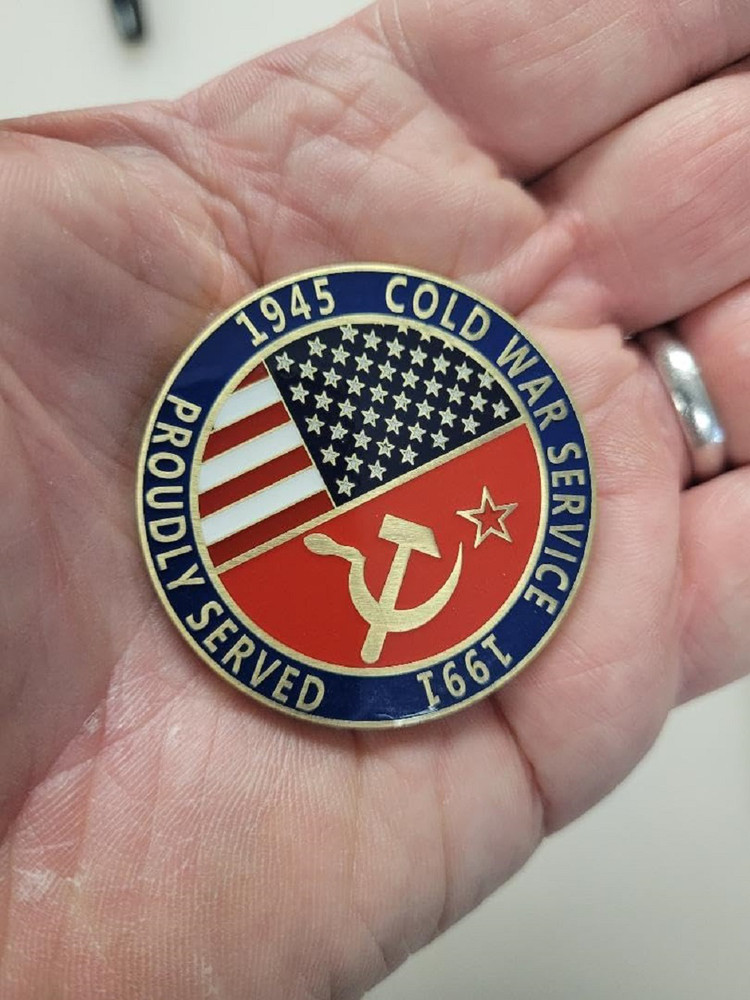 1945
COLD WAR SERVICE
1991
PROUDLY SERVED